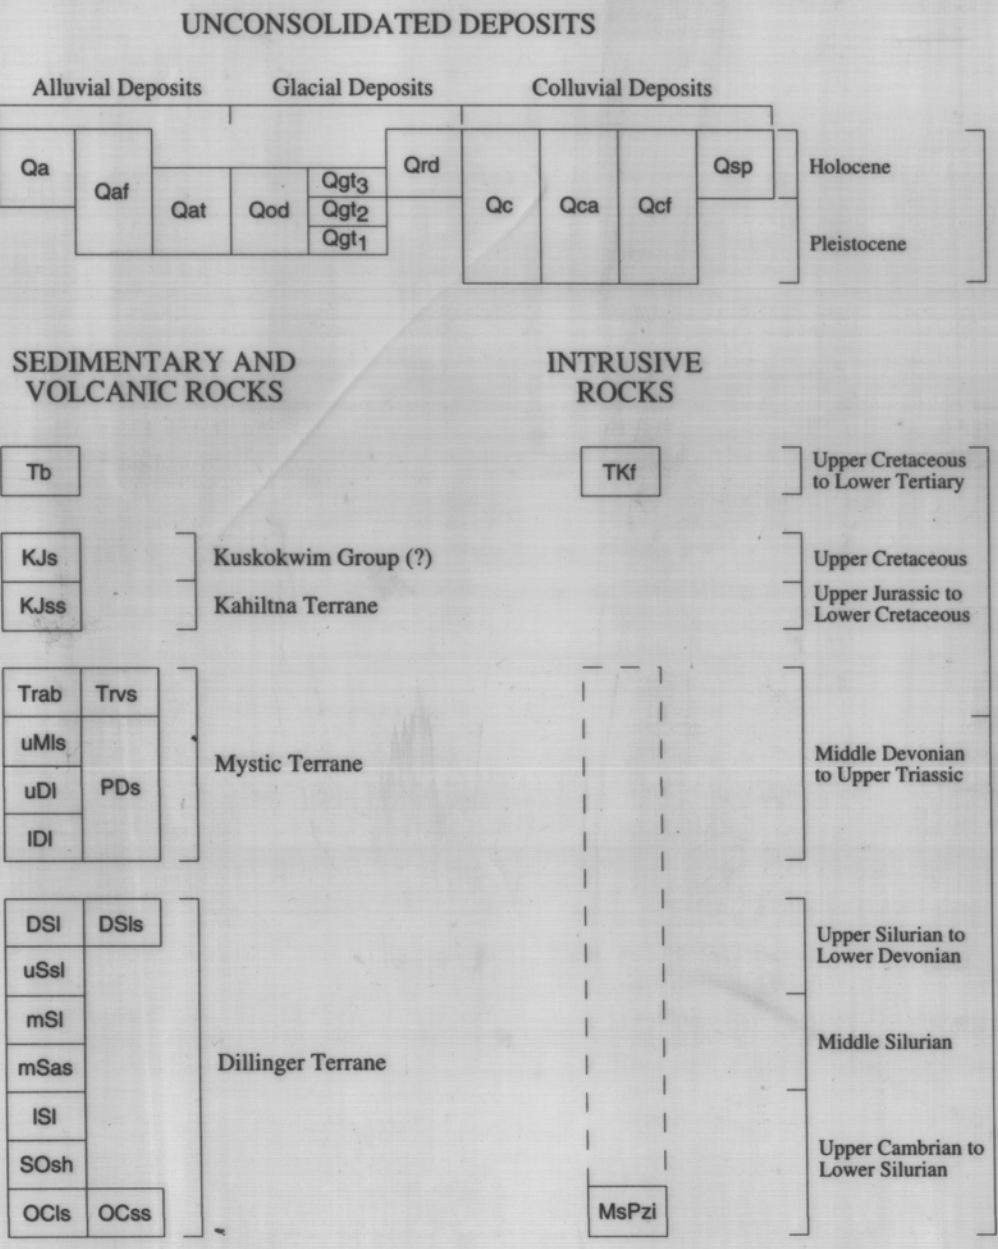 UNCONSOLIDATED DEPOSITS
Alluvial Deposits
Glacial Deposits
Colluvial Deposits
Qa
Qaf
Qat
Qod
Qgt3
Qgt2
Qgt1
Qrd
Qc
Qca
Qcf
Qsp
Holocene
Pleistocene
SEDIMENTARY AND
VOLCANIC ROCKS
INTRUSIVE
ROCKS
Tb
TKf
Upper Cretaceous
to Lower Tertiary
KJs
Kuskokwim Group (?)
Upper Cretaceous
KJss
Kahiltna Terrane
Upper Jurassic to
Lower Cretaceous
Trab
Trvs
uMls
uDl
PDs
lDl
Mystic Terrane
Middle Devonian
to Upper Triassic
DSl
DSls
uSsl
mSl
mSas
lSl
SOsh
OCls
OCss
Dillinger Terrane
MsPzi
Upper Silurian to
Lower Devonian
Middle Silurian
Upper Cambrian to
Lower Silurian